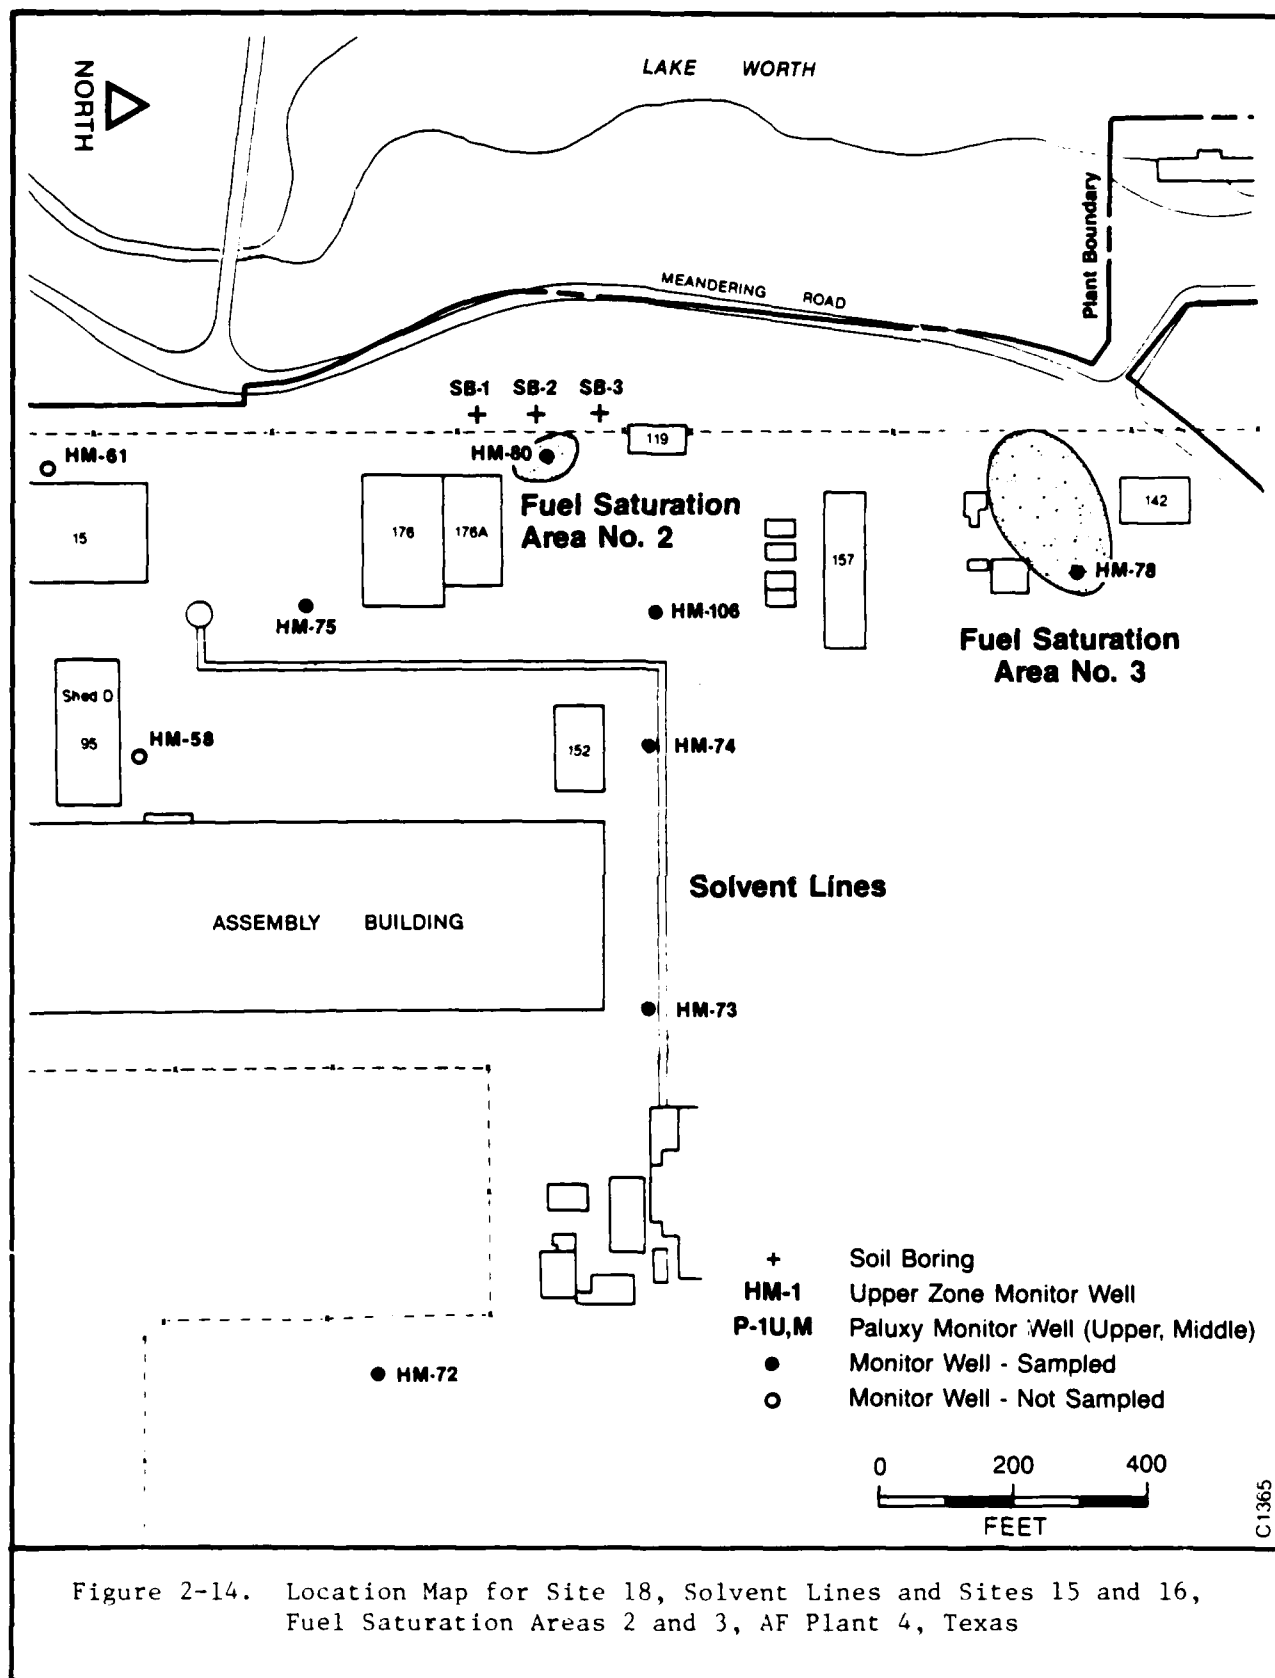 NORTH
LAKE WORTH
Plant Boundary
MEANDERING ROAD
SB-1 SB-2 SB-3
119
HM-61
HM-80
Fuel Saturation
Area No. 2
15
176
176A
157
142
HM-78
HM-75
HM-106
Fuel Saturation
Area No. 3
Shed D
95
HM-58
152
HM-74
Solvent Lines
ASSEMBLY BUILDING
HM-73
HM-72
+ Soil Boring
HM-1 Upper Zone Monitor Well
P-1U,M Paluxy Monitor Well (Upper, Middle)
Monitor Well - Sampled
Monitor Well - Not Sampled
0 200 400
FEET
C1365
Figure 2-14. Location Map for Site 18, Solvent Lines and Sites 15 and 16,
Fuel Saturation Areas 2 and 3, AF Plant 4, Texas